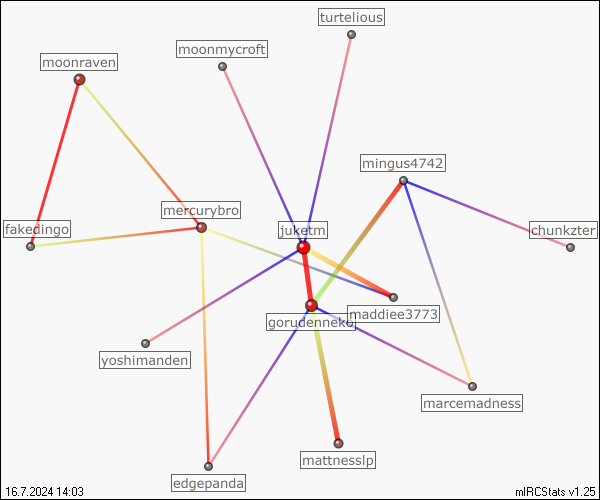 turtelious
moonmycroft
moonraven
mingus4742
mercurybro
fakedingo
juketm
chunkzter
maddiee3773
gorudenneko
yoshimanden
marcemadness
mattnesslp
edgepanda
16.7.2024 14:03
mIRCStats v1.25